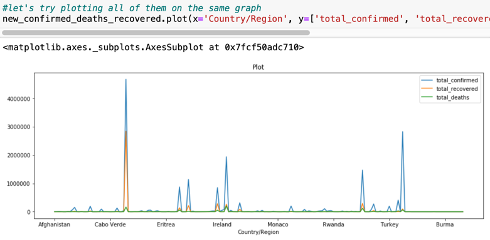 #let's try plotting all of them on the same graph
new_confirmed_deaths_recovered.plot(x='Country/Region', y=['total_confirmed', 'total_recover
<matplotlib.axes._subplots.AxesSubplot at 0x7fcf50adc710>
Plot
total_confirmed
total_recovered
total_deaths
4000000
3000000
2000000
1000000
0
Afghanistan Cabo Verde Eritrea Ireland Monaco Rwanda Turkey Burma
Country/Region